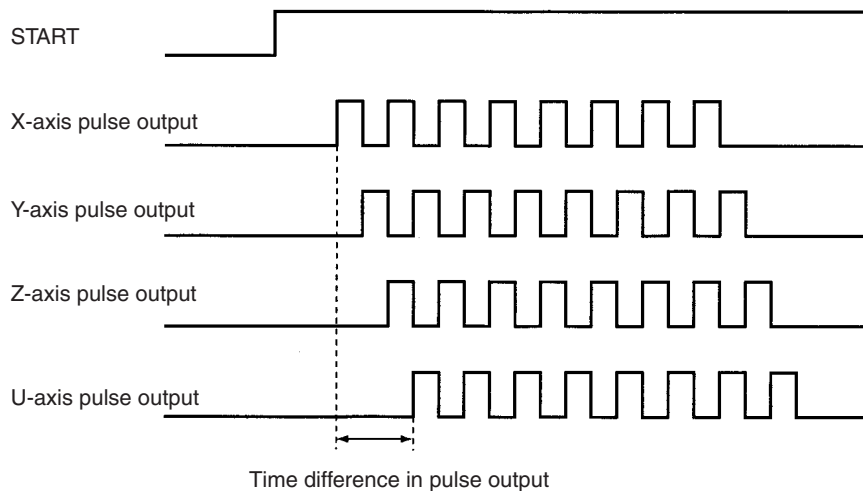 START
X-axis pulse output
Y-axis pulse output
Z-axis pulse output
U-axis pulse output
Time difference in pulse output